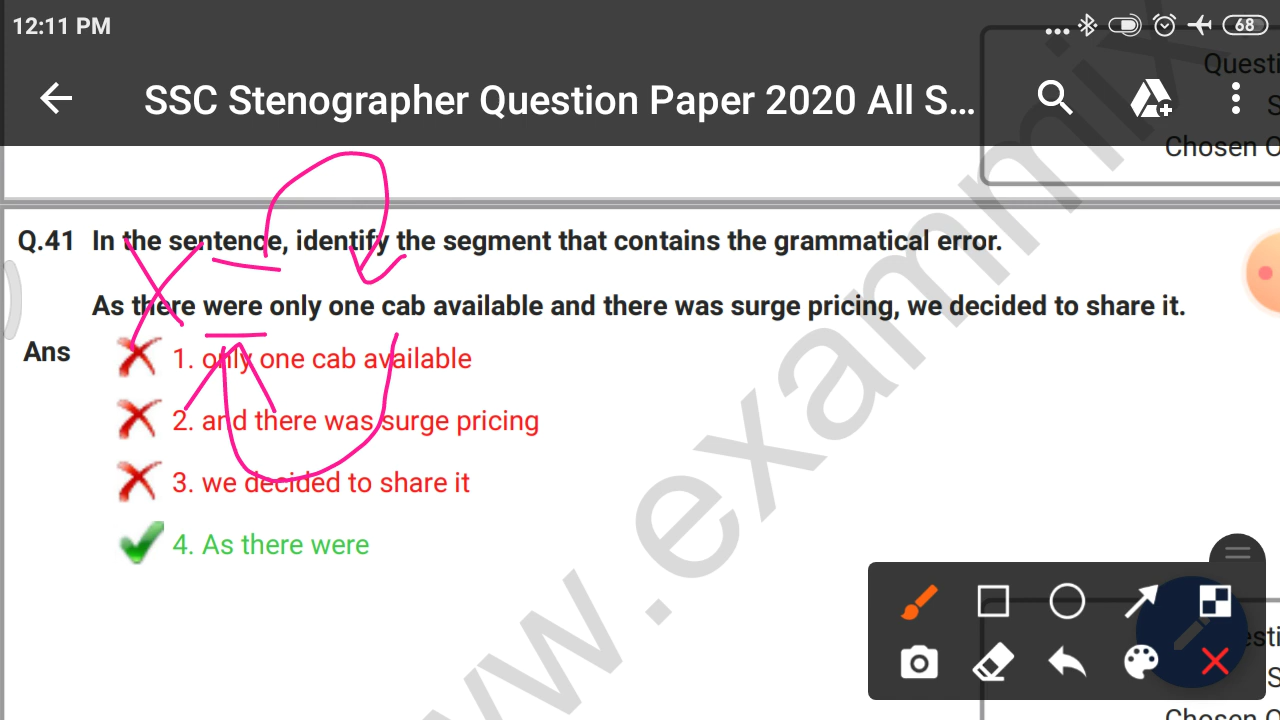 12:11 PM
68
SSC Stenographer Question Paper 2020 All S...
Questi
S
Chosen O
Q.41 In the sentence, identify the segment that contains the grammatical error.
As there were only one cab available and there was surge pricing, we decided to share it.
Ans
1. only one cab available
2. and there was surge pricing
3. we decided to share it
4. As there were
w.exammix
esti
S
Chosen O